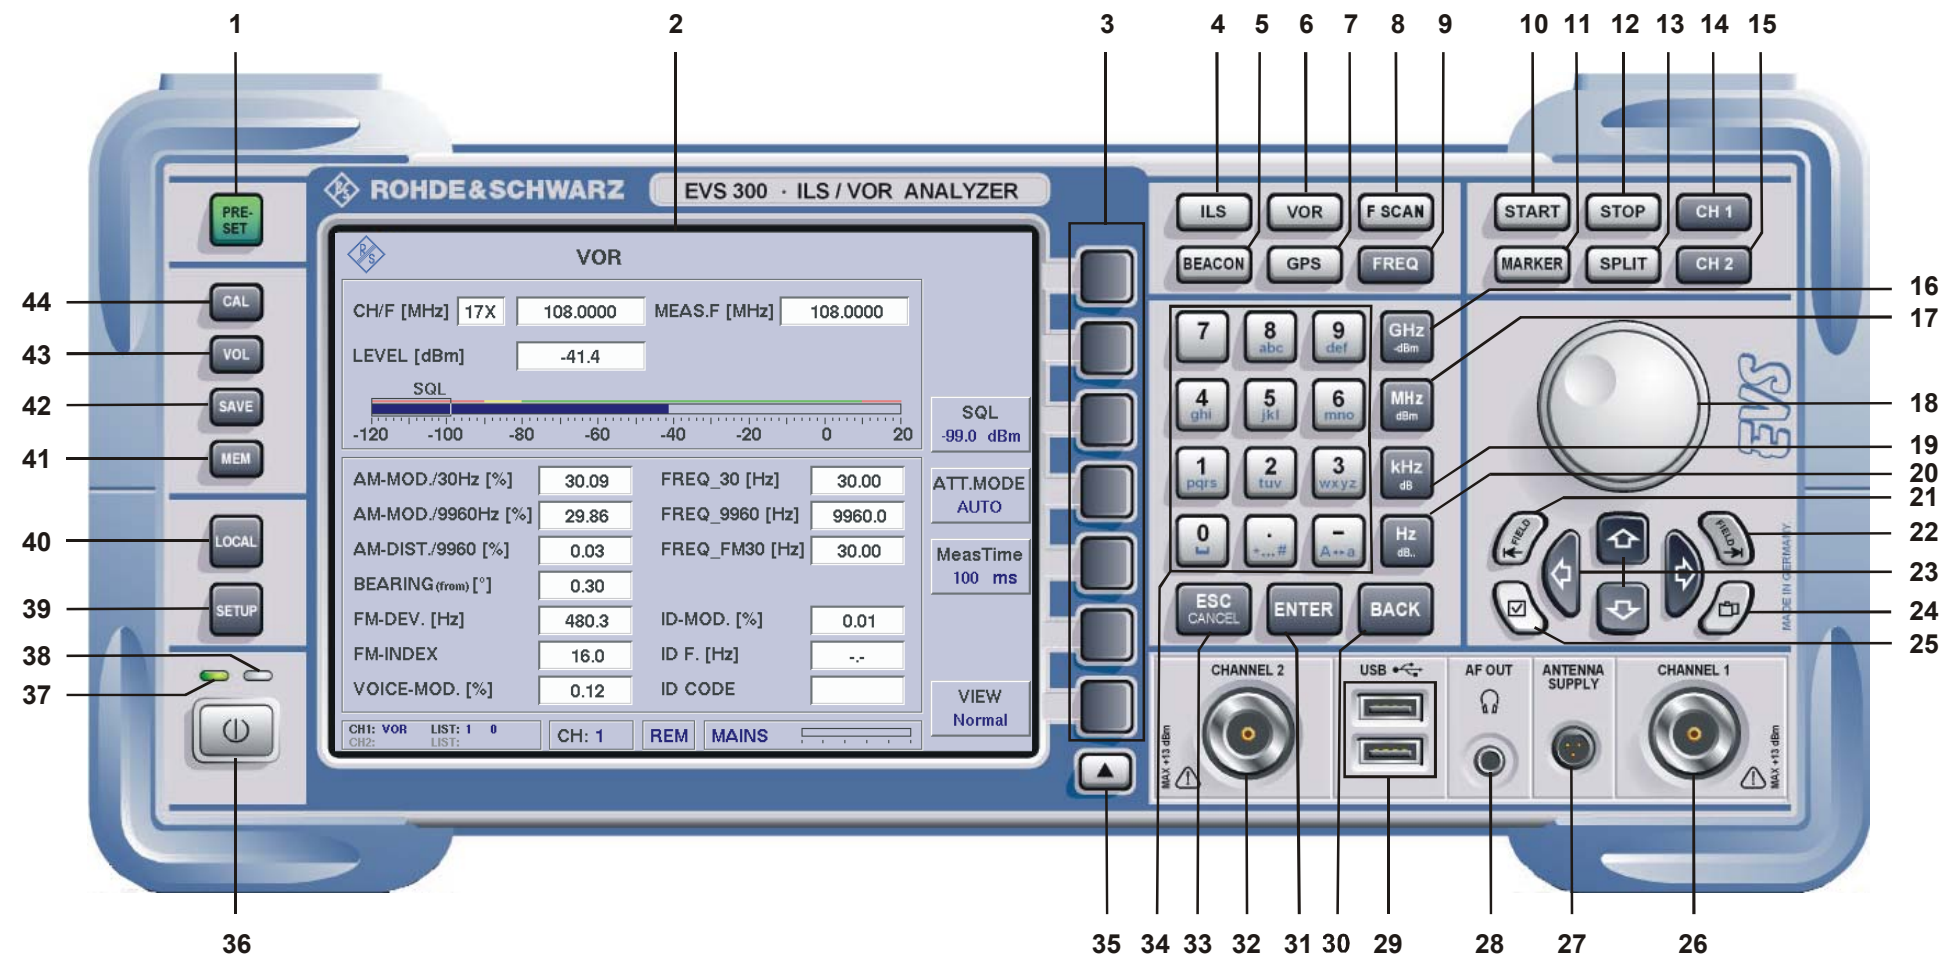 1 2 3 4 5 6 7 8 9 10 11 12 13 14 15
ROHDE&SCHWARZ EVS 300 · ILS / VOR ANALYZER
PRE-
SET
CAL
VOL
SAVE
MEM
LOCAL
SETUP
44
43
42
41
40
39
38
37
R S
VOR
CH/F [MHz] 17X 108.0000 MEAS.F [MHz] 108.0000
LEVEL [dBm] -41.4
SQL
-120 -100 -80 -60 -40 -20 0 20
SQL
-99.0 dBm
ATT.MODE
AUTO
MeasTime
100 ms
VIEW
Normal
AM-MOD./30Hz [%] 30.09 FREQ_30 [Hz] 30.00
AM-MOD./9960Hz [%] 29.86 FREQ_9960 [Hz] 9960.0
AM-DIST./9960 [%] 0.03 FREQ_FM30 [Hz] 30.00
BEARING (from) [°] 0.30
FM-DEV. [Hz] 480.3 ID-MOD. [%] 0.01
FM-INDEX 16.0 ID F. [Hz] -.-
VOICE-MOD. [%] 0.12 ID CODE
CH1: VOR LIST: 1 0
CH2: LIST:
CH: 1 REM MAINS
ILS VOR F SCAN
BEACON GPS FREQ
START STOP CH 1
MARKER SPLIT CH 2
7 8 abc 9 def GHz -dBm
4 ghi 5 jkl 6 mno MHz dBm
1 pqrs 2 tuv 3 wxyz kHz dB
0 . *...# – A↔a Hz dB..
ESC
CANCEL
ENTER BACK
EVS
FIELD FIELD
MADE IN GERMANY
16
17
18
19
20
21
22
23
24
25
CHANNEL 2 USB AF OUT ANTENNA
SUPPLY
CHANNEL 1
MAX +13 dBm
MAX +13 dBm
36 35 34 33 32 31 30 29 28 27 26